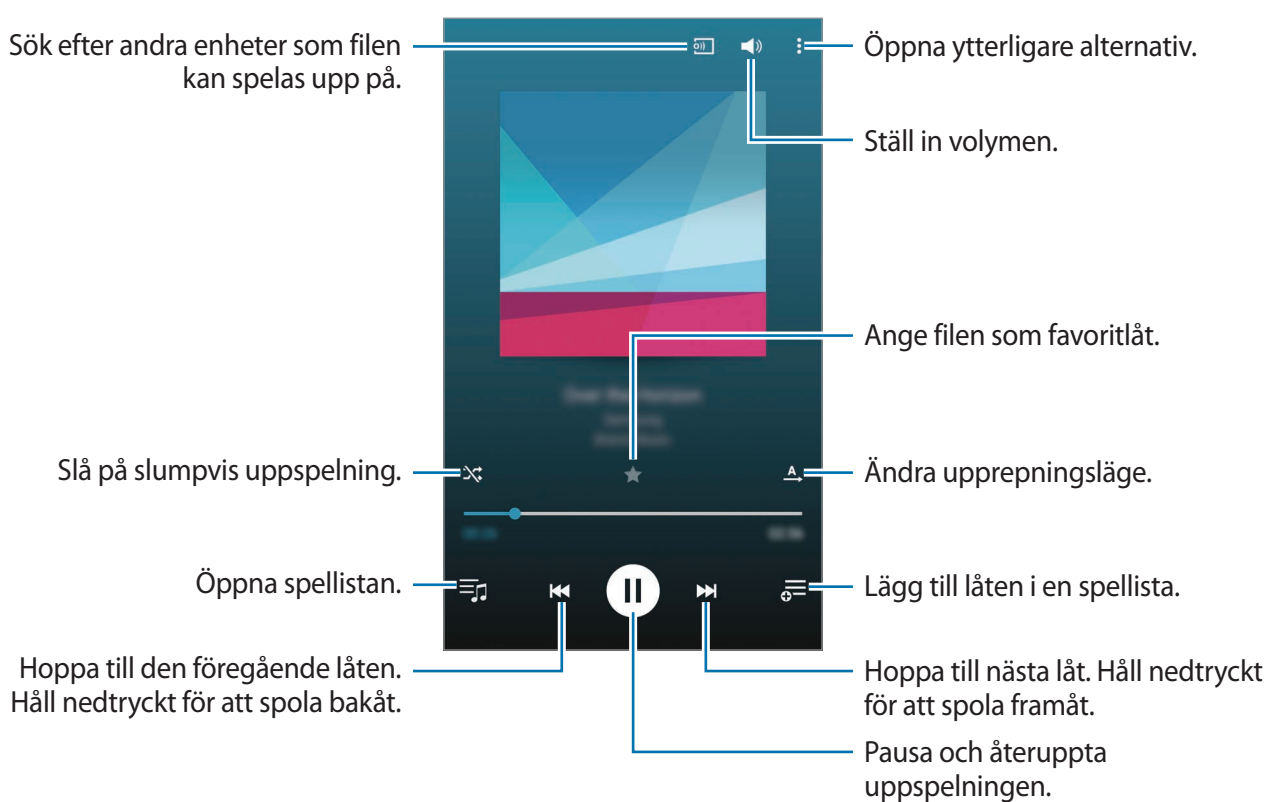 Sök efter andra enheter som filen
kan spelas upp på.
Öppna ytterligare alternativ.
Ställ in volymen.
Ange filen som favoritlåt.
Slå på slumpvis uppspelning.
A
Ändra upprepningsläge.
Öppna spellistan.
Lägg till låten i en spellista.
Hoppa till den föregående låten.
Håll nedtryckt för att spola bakåt.
Hoppa till nästa låt. Håll nedtryckt
för att spola framåt.
Pausa och återuppta
uppspelningen.